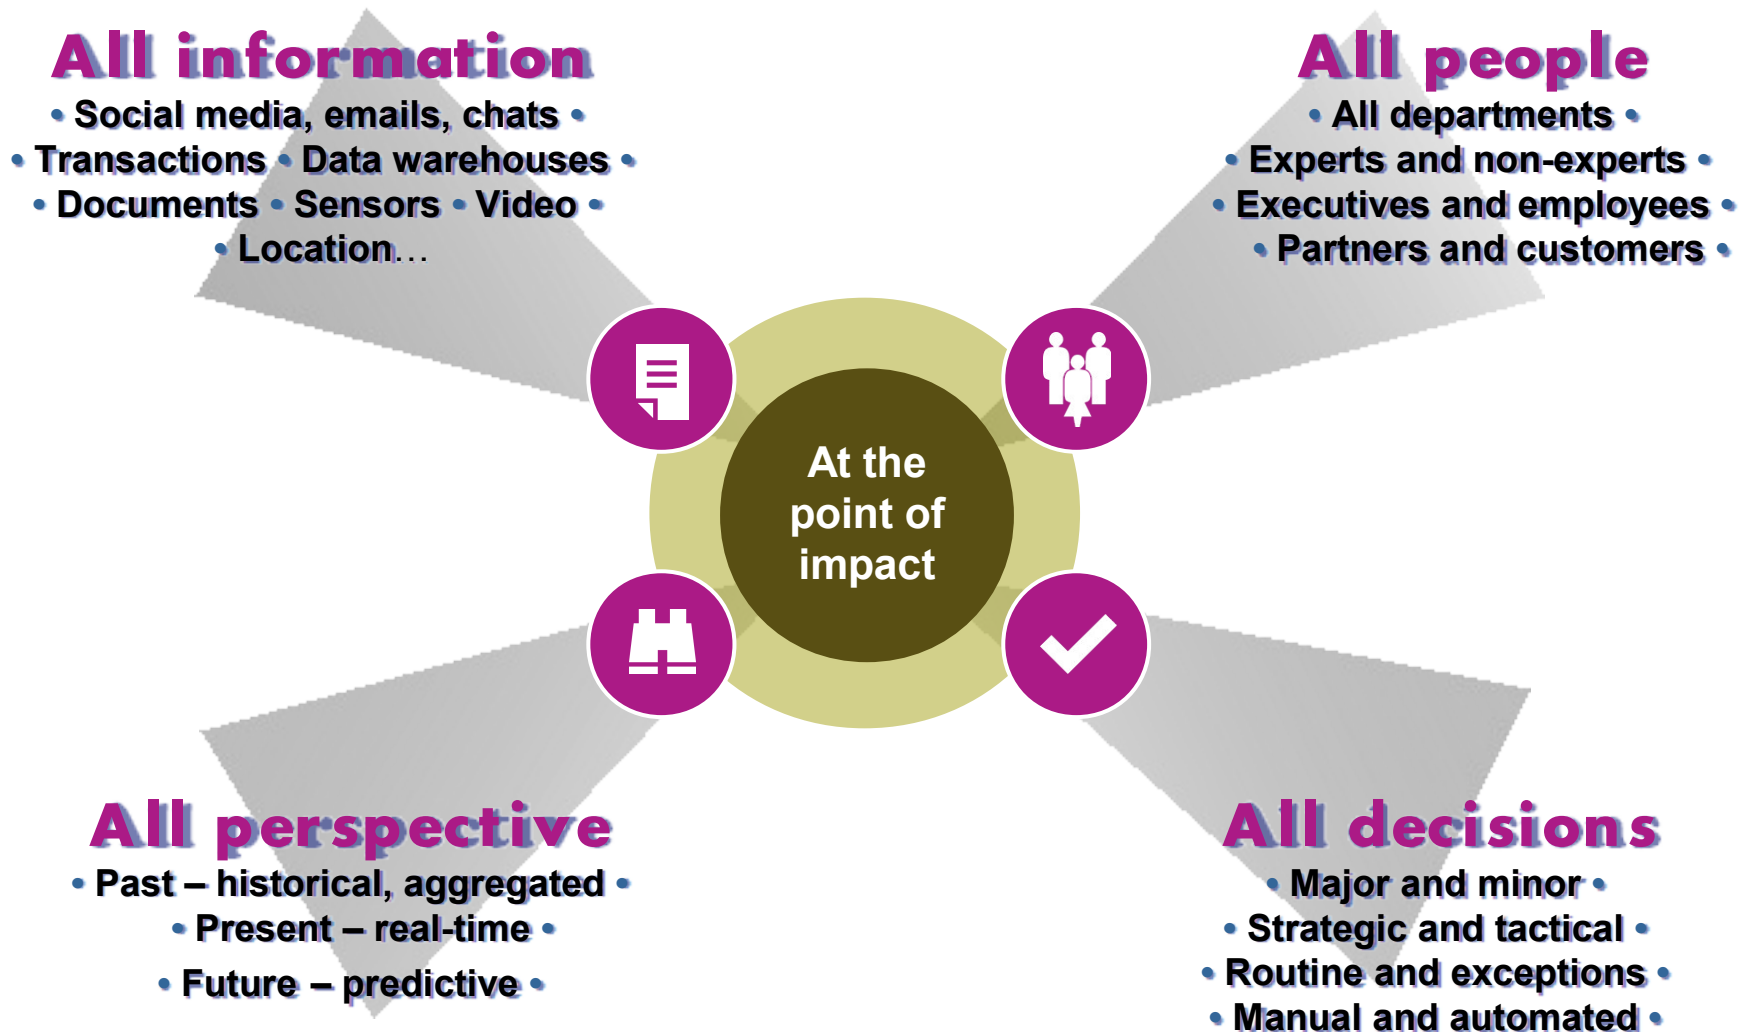 All information
• Social media, emails, chats •
• Transactions • Data warehouses •
• Documents • Sensors • Video •
• Location…
All people
• All departments •
• Experts and non-experts •
• Executives and employees •
• Partners and customers •
At the
point of
impact
All perspective
• Past – historical, aggregated •
• Present – real-time •
• Future – predictive •
All decisions
• Major and minor •
• Strategic and tactical •
• Routine and exceptions •
• Manual and automated •